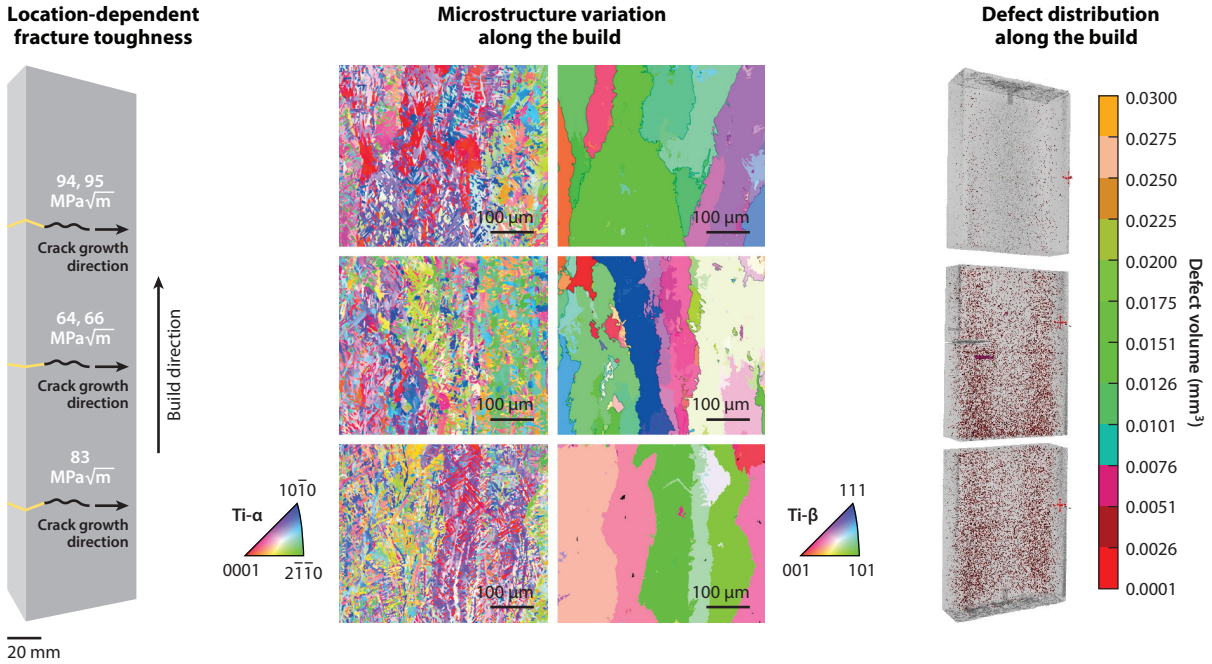 Location-dependent
fracture toughness
94, 95
MPa√m
Crack growth
direction
64, 66
MPa√m
Crack growth
direction
83
MPa√m
Crack growth
direction
Build direction
20 mm
Microstructure variation
along the build
100 µm
100 µm
100 µm
100 µm
100 µm
100 µm
Ti-α
101̅0
0001
21̅1̅0
Ti-β
111
001
101
Defect distribution
along the build
0.0300
0.0275
0.0250
0.0225
0.0200
0.0175
0.0151
0.0126
0.0101
0.0076
0.0051
0.0026
0.0001
Defect volume (mm³)